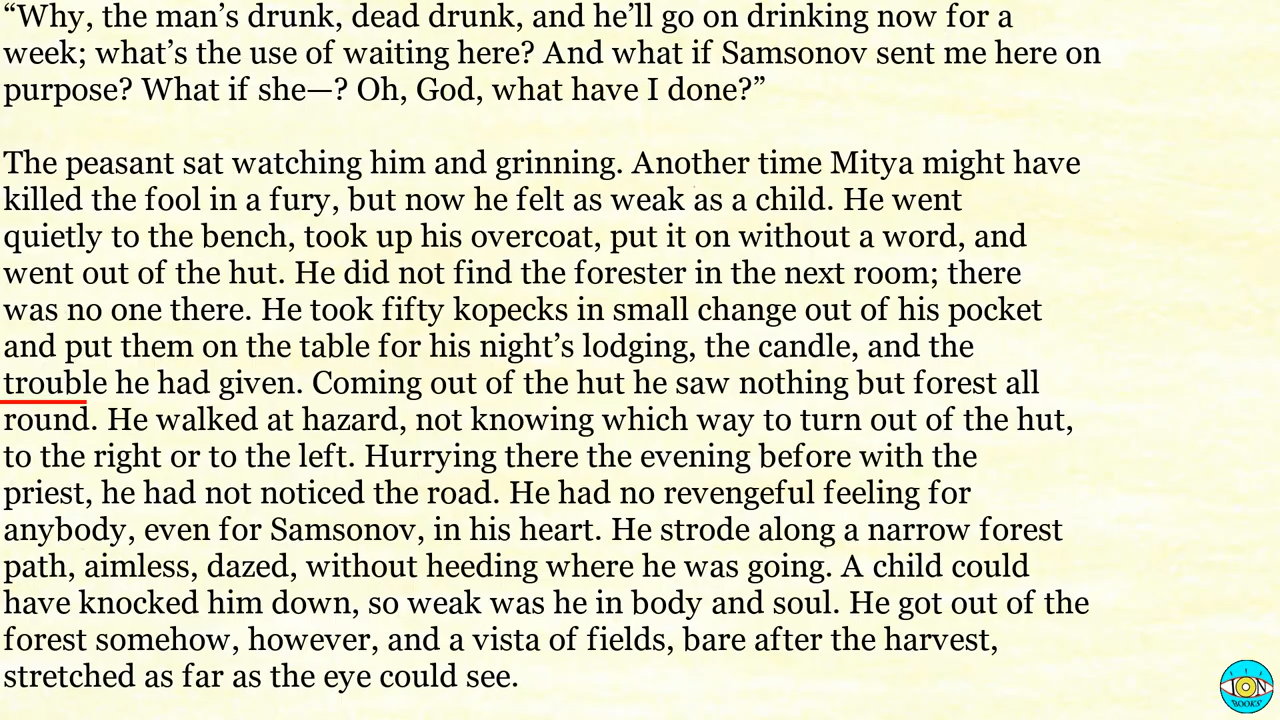 “Why, the man’s drunk, dead drunk, and he’ll go on drinking now for a
week; what’s the use of waiting here? And what if Samsonov sent me here on
purpose? What if she—? Oh, God, what have I done?”
The peasant sat watching him and grinning. Another time Mitya might have
killed the fool in a fury, but now he felt as weak as a child. He went
quietly to the bench, took up his overcoat, put it on without a word, and
went out of the hut. He did not find the forester in the next room; there
was no one there. He took fifty kopecks in small change out of his pocket
and put them on the table for his night’s lodging, the candle, and the
trouble he had given. Coming out of the hut he saw nothing but forest all
round. He walked at hazard, not knowing which way to turn out of the hut,
to the right or to the left. Hurrying there the evening before with the
priest, he had not noticed the road. He had no revengeful feeling for
anybody, even for Samsonov, in his heart. He strode along a narrow forest
path, aimless, dazed, without heeding where he was going. A child could
have knocked him down, so weak was he in body and soul. He got out of the
forest somehow, however, and a vista of fields, bare after the harvest,
stretched as far as the eye could see.
ION
BOOKS